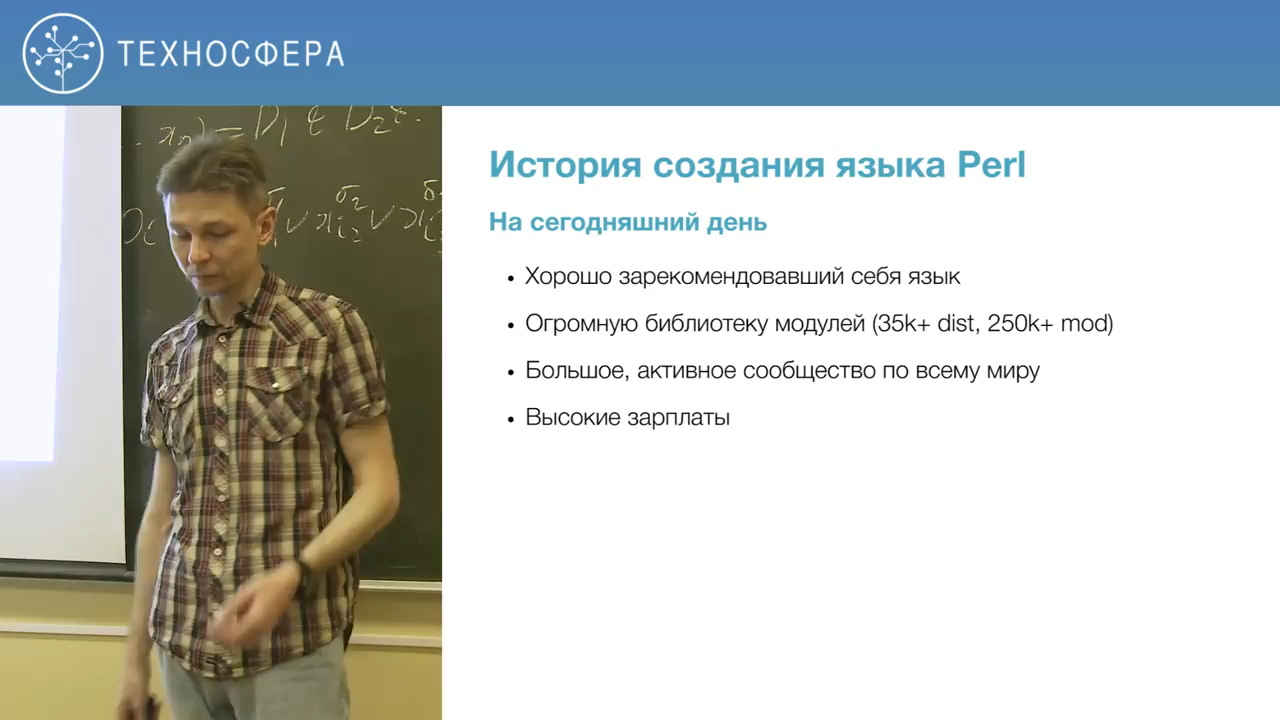 ТЕХНОСФЕРА
История создания языка Perl
На сегодняшний день
• Хорошо зарекомендовавший себя язык
• Огромную библиотеку модулей (35k+ dist, 250k+ mod)
• Большое, активное сообщество по всему миру
• Высокие зарплаты